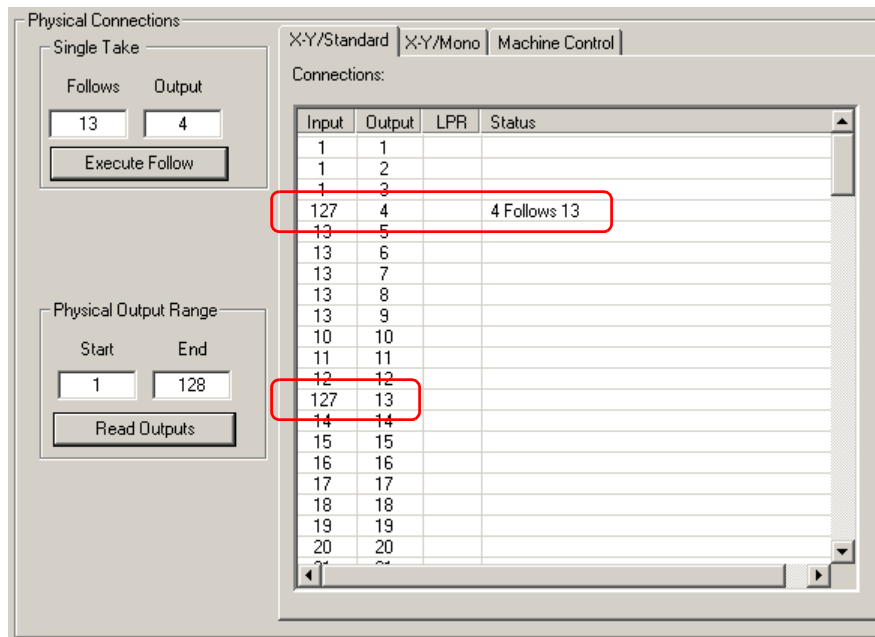 Physical Connections
Single Take
Follows Output
13 4
Execute Follow
Physical Output Range
Start End
1 128
Read Outputs
X-Y/Standard X-Y/Mono Machine Control
Connections:
Input Output LPR Status
1 1
1 2
1 3
127 4 4 Follows 13
13 5
13 6
13 7
13 8
13 9
10 10
11 11
12 12
127 13
14 14
15 15
16 16
17 17
18 18
19 19
20 20